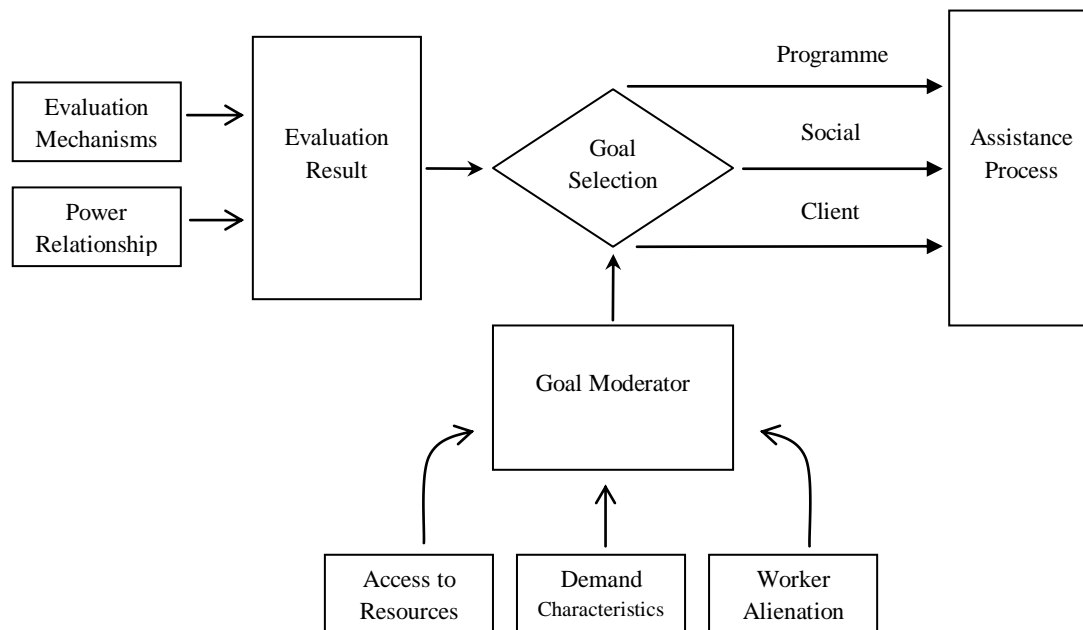 Evaluation
Mechanisms
Power
Relationship
Evaluation
Result
Goal
Selection
Programme
Social
Client
Assistance
Process
Goal Moderator
Access to
Resources
Demand
Characteristics
Worker
Alienation